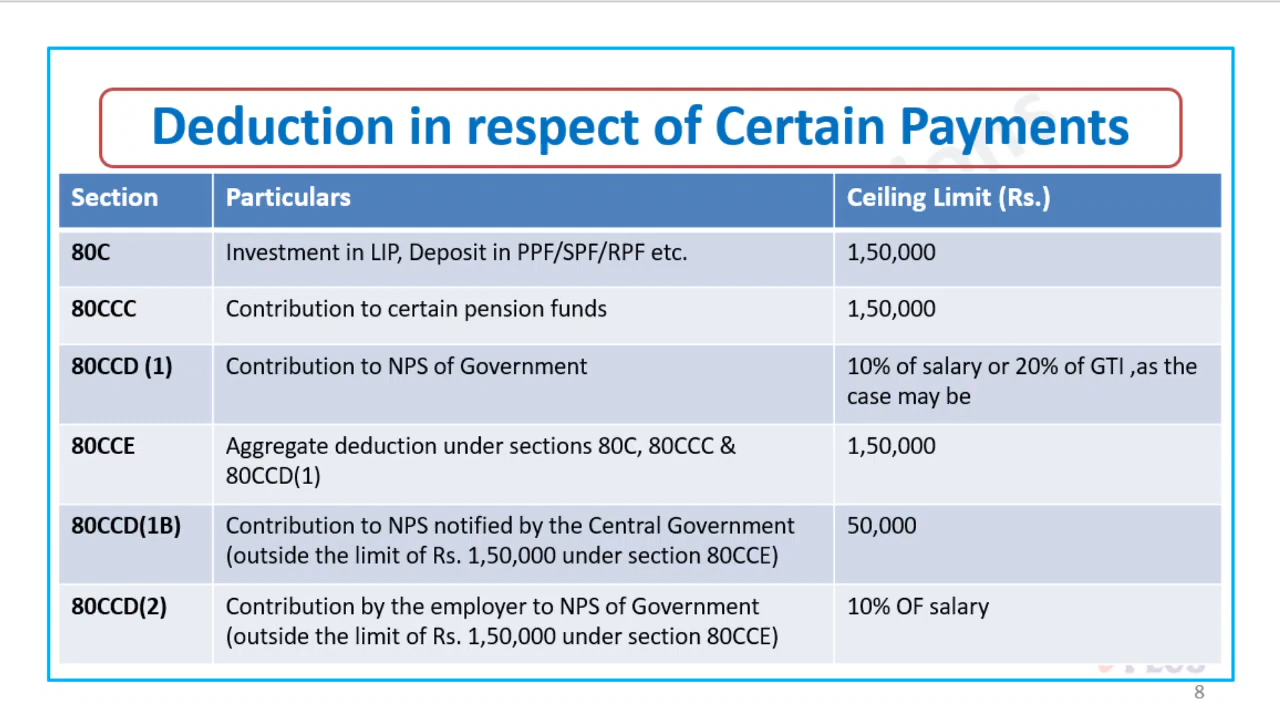 Deduction in respect of Certain Payments
Section Particulars Ceiling Limit (Rs.)
80C Investment in LIP, Deposit in PPF/SPF/RPF etc. 1,50,000
80CCC Contribution to certain pension funds 1,50,000
80CCD (1) Contribution to NPS of Government 10% of salary or 20% of GTI ,as the
case may be
80CCE Aggregate deduction under sections 80C, 80CCC & 1,50,000
80CCD(1)
80CCD(1B) Contribution to NPS notified by the Central Government 50,000
(outside the limit of Rs. 1,50,000 under section 80CCE)
80CCD(2) Contribution by the employer to NPS of Government 10% OF salary
(outside the limit of Rs. 1,50,000 under section 80CCE)
8